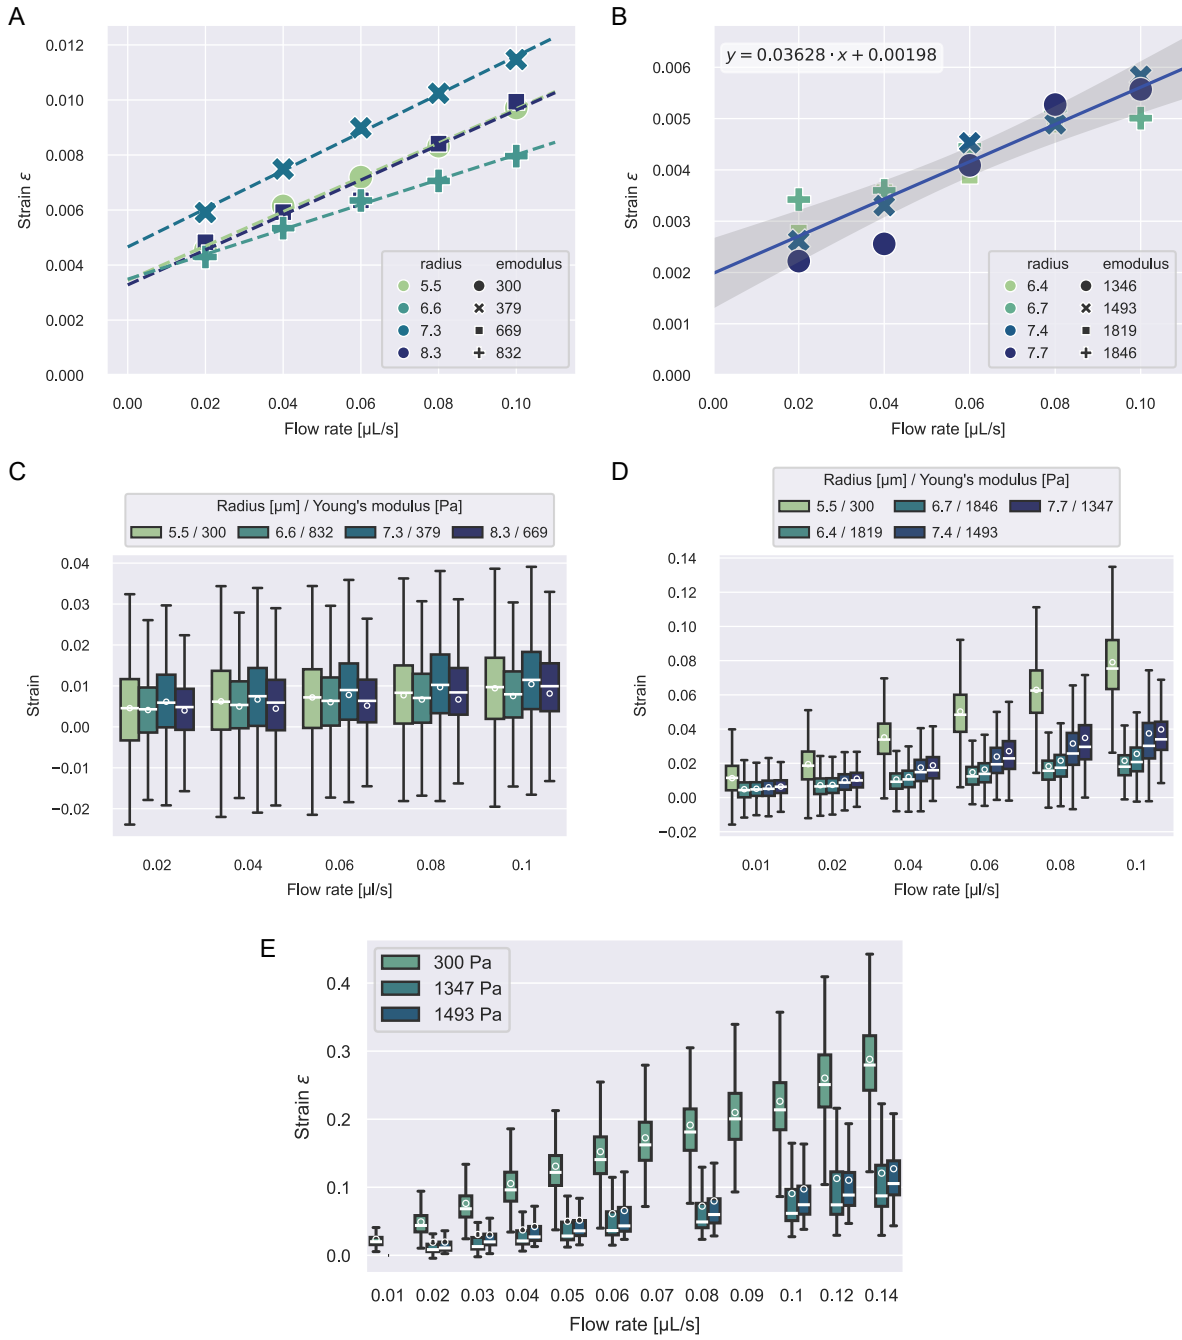 A
0.012
0.010
0.008
0.006
0.004
0.002
0.000
Strain ε
radius emodulus
5.5 300
6.6 379
7.3 669
8.3 832
0.00 0.02 0.04 0.06 0.08 0.10
Flow rate [µL/s]
B
y = 0.03628 · x + 0.00198
0.006
0.005
0.004
0.003
0.002
0.001
0.000
Strain ε
radius emodulus
6.4 1346
6.7 1493
7.4 1819
7.7 1846
0.00 0.02 0.04 0.06 0.08 0.10
Flow rate [µL/s]
C
Radius [µm] / Young's modulus [Pa]
5.5 / 300 6.6 / 832 7.3 / 379 8.3 / 669
0.04
0.03
0.02
0.01
0.00
−0.01
−0.02
Strain
0.02 0.04 0.06 0.08 0.1
Flow rate [µl/s]
D
Radius [µm] / Young's modulus [Pa]
5.5 / 300 6.7 / 1846 7.7 / 1347
6.4 / 1819 7.4 / 1493
0.14
0.12
0.10
0.08
0.06
0.04
0.02
0.00
−0.02
Strain
0.01 0.02 0.04 0.06 0.08 0.1
Flow rate [µl/s]
E
300 Pa
1347 Pa
1493 Pa
0.4
0.3
0.2
0.1
0.0
Strain ε
0.01 0.02 0.03 0.04 0.05 0.06 0.07 0.08 0.09 0.1 0.12 0.14
Flow rate [µL/s]